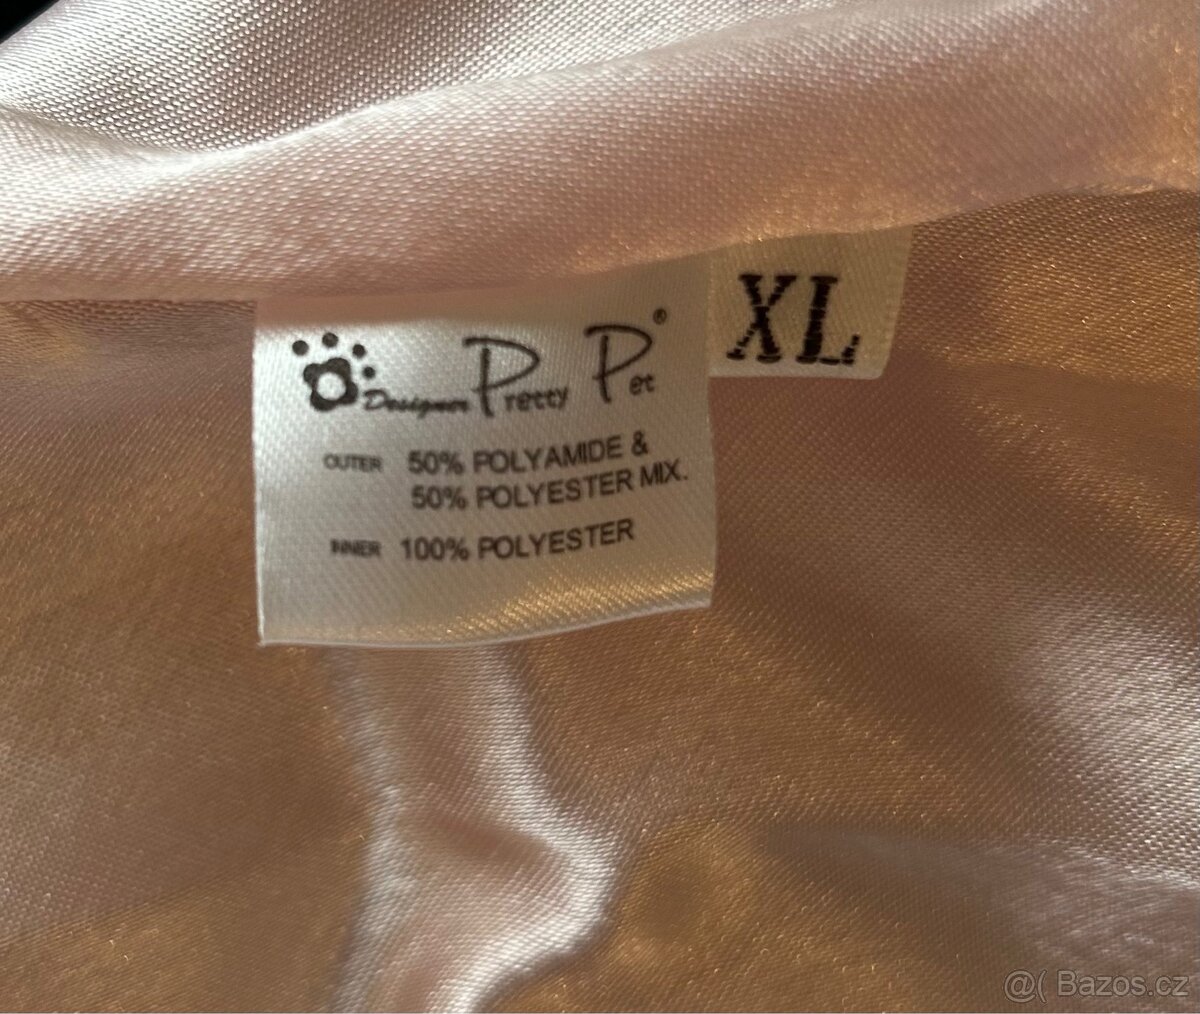 XL
Designer Pretty Pet®
OUTER 50% POLYAMIDE &
50% POLYESTER MIX.
INNER 100% POLYESTER
@( Bazos.cz